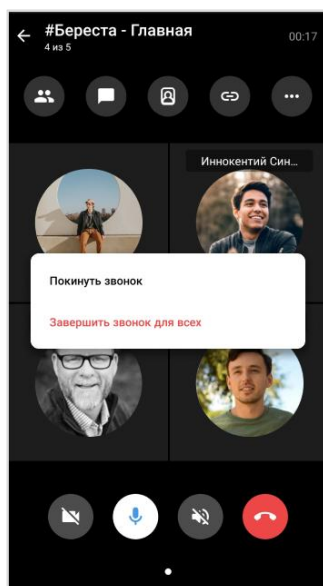 #Береста - Главная
4 из 5
00:17
Иннокентий Син...
Покинуть звонок
Завершить звонок для всех